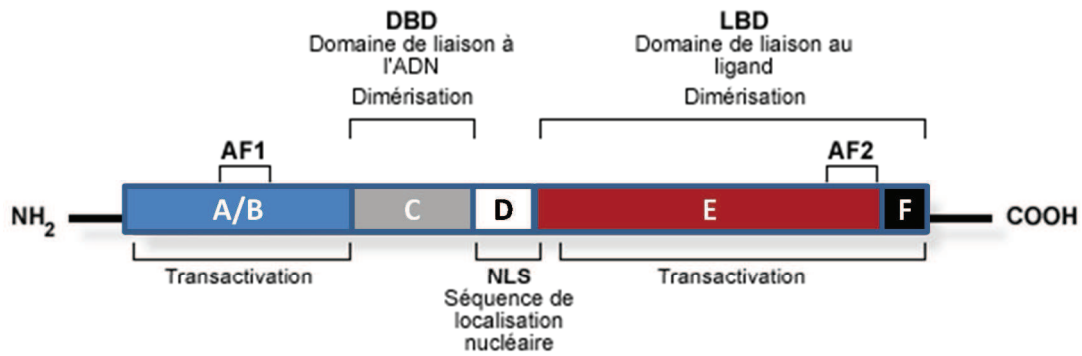 DBD
Domaine de liaison à
l'ADN
Dimérisation
LBD
Domaine de liaison au
ligand
Dimérisation
AF1
AF2
NH2
A/B
C
D
E
F
COOH
Transactivation
NLS
Séquence de
localisation
nucléaire
Transactivation